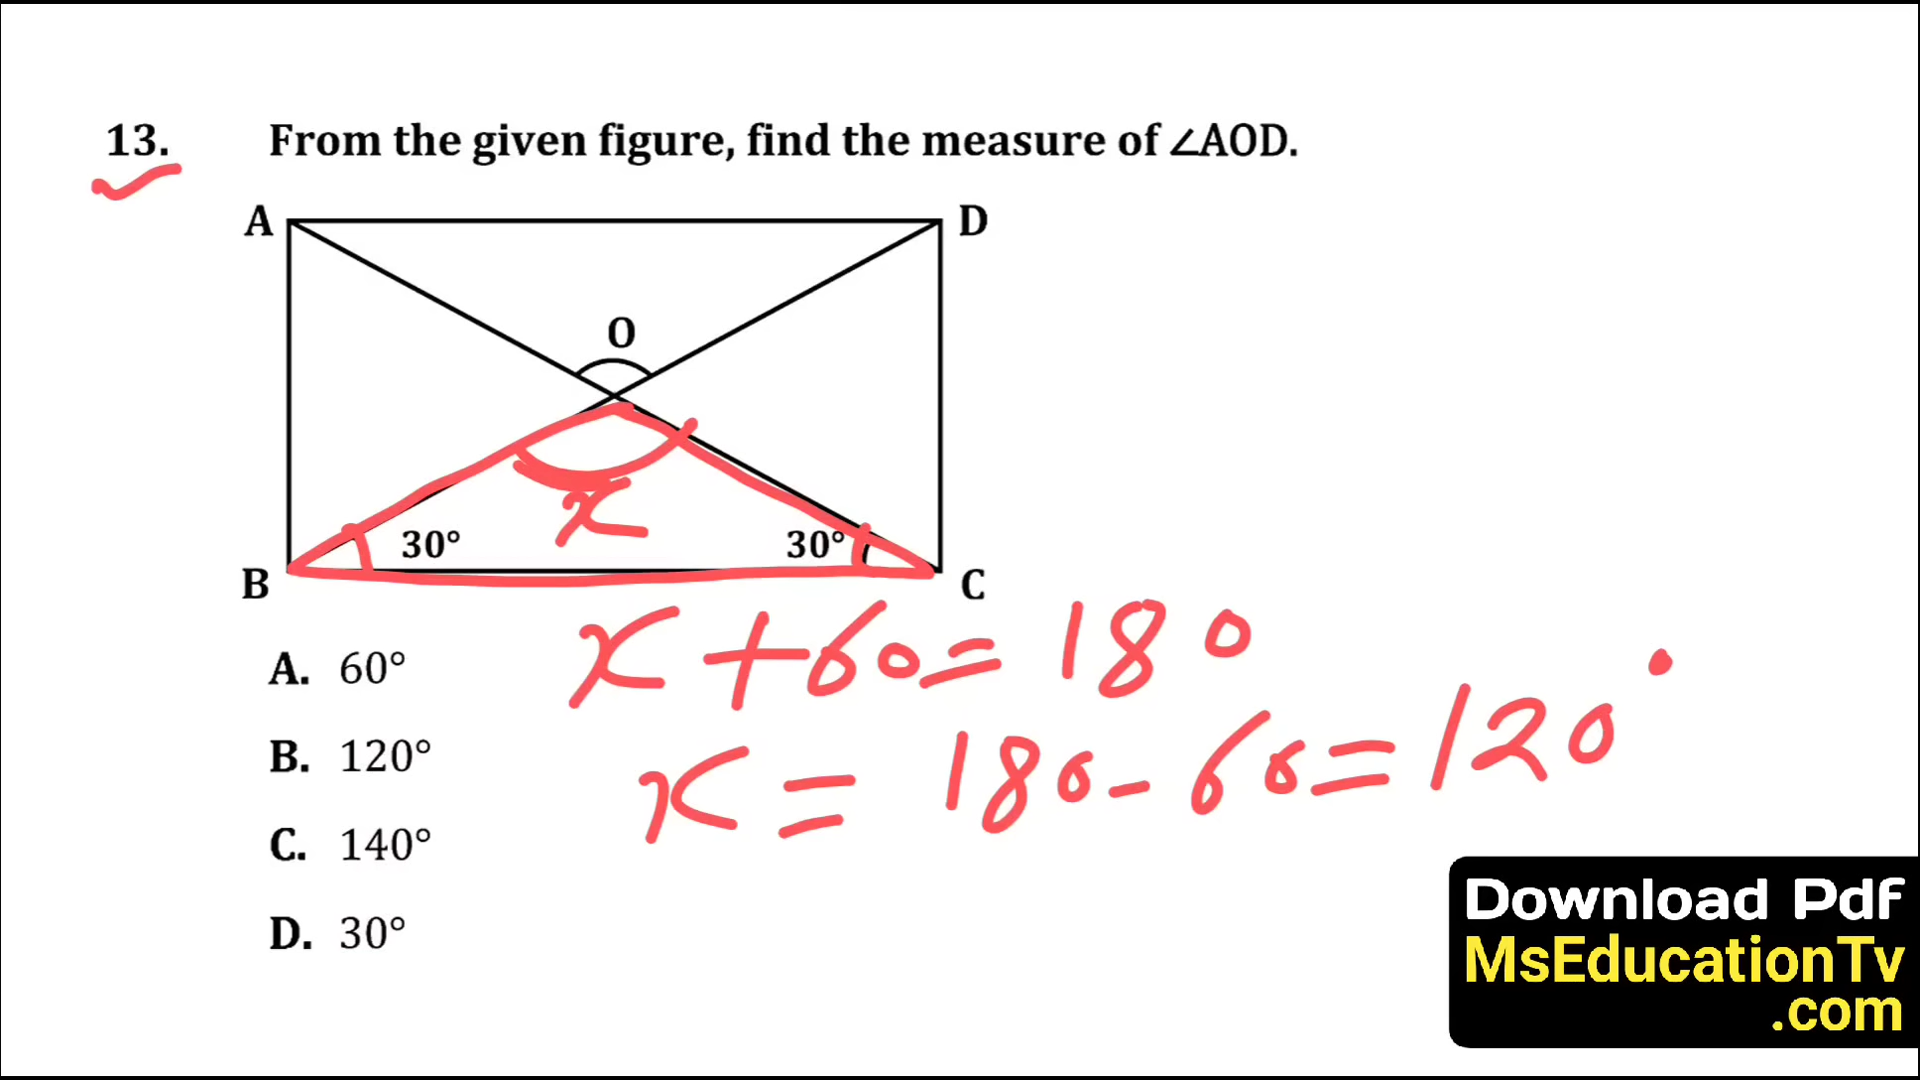 13. From the given figure, find the measure of ∠AOD.
A D
O
x
30° 30°
B C
x + 60 = 180
A. 60°
x = 180 - 60 = 120°
B. 120°
C. 140°
D. 30°
Download Pdf
MsEducationTv
.com